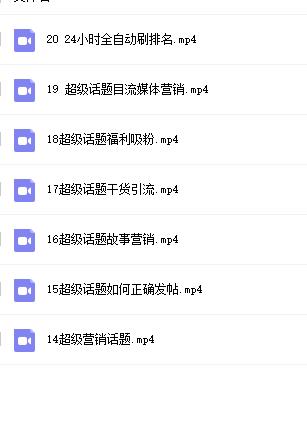 20 24小时全自动刷排名.mp4
19 超级话题目流媒体营销.mp4
18超级话题福利吸粉.mp4
17超级话题干货引流.mp4
16超级话题故事营销.mp4
15超级话题如何正确发帖.mp4
14超级营销话题.mp4